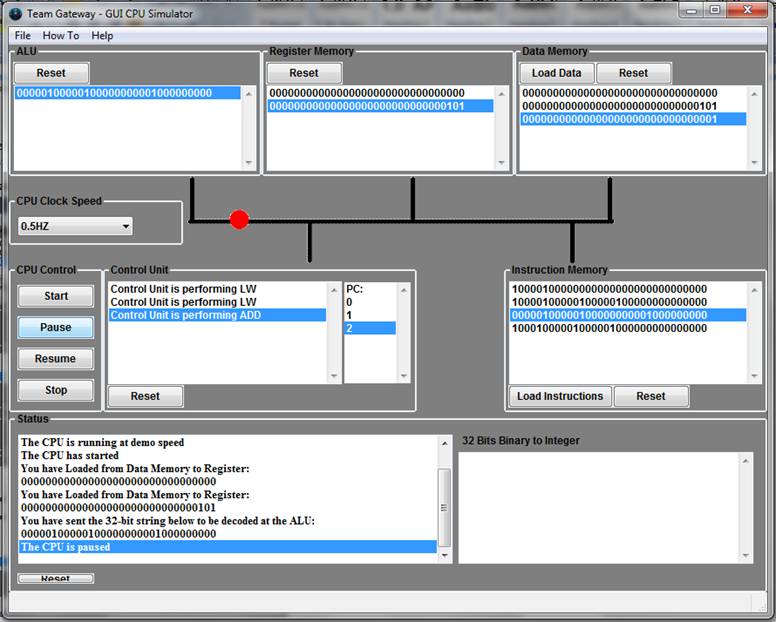 Team Gateway - GUI CPU Simulator
File How To Help
ALU
Reset
00000100000100000000001000000000
Register Memory
Reset
00000000000000000000000000000000
00000000000000000000000000000101
Data Memory
Load Data Reset
00000000000000000000000000000000
00000000000000000000000000000101
00000000000000000000000000000001
CPU Clock Speed
0.5HZ
CPU Control
Start
Pause
Resume
Stop
Control Unit
Control Unit is performing LW
Control Unit is performing LW
Control Unit is performing ADD
PC:
0
1
2
Reset
Instruction Memory
10000100000000000000000000000000
10000100000100000100000000000000
00000100000100000000001000000000
10001000010000010000000000000000
Load Instructions Reset
Status
The CPU is running at demo speed
The CPU has started
You have Loaded from Data Memory to Register:
00000000000000000000000000000000
You have Loaded from Data Memory to Register:
00000000000000000000000000000101
You have sent the 32-bit string below to be decoded at the ALU:
00000100000100000000001000000000
The CPU is paused
Reset
32 Bits Binary to Integer